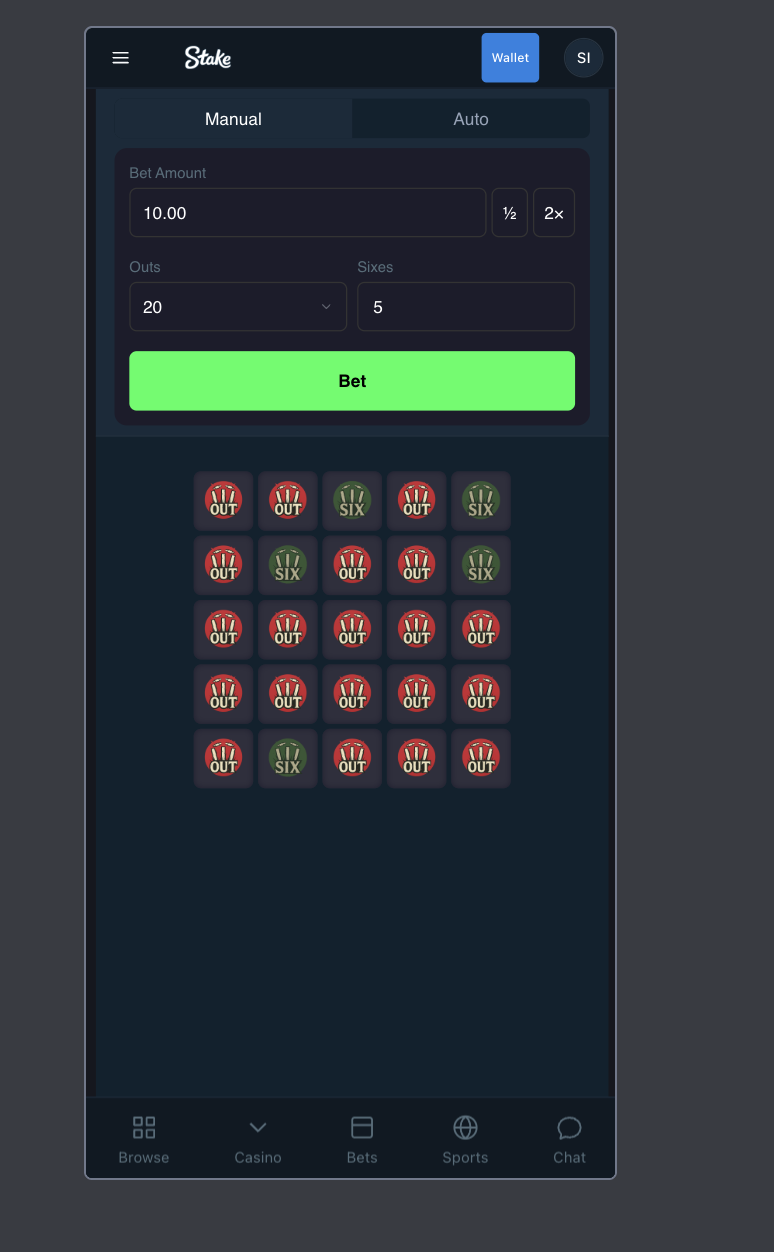 Stake
Wallet
SI
Manual Auto
Bet Amount
10.00 ½ 2×
Outs Sixes
20 5
Bet
OUT OUT SIX OUT SIX
OUT SIX OUT OUT SIX
OUT OUT OUT OUT OUT
OUT OUT OUT OUT OUT
OUT SIX OUT OUT OUT
Browse Casino Bets Sports Chat